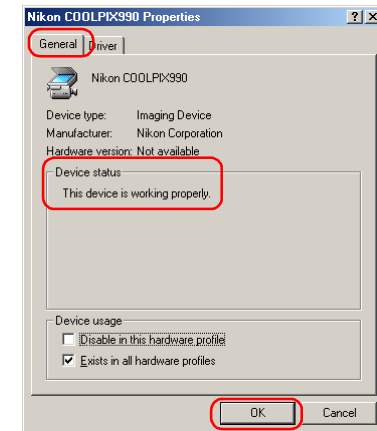 Nikon COOLPIX990 Properties
General Driver
Nikon COOLPIX990
Device type: Imaging Device
Manufacturer: Nikon Corporation
Hardware version: Not available
Device status
This device is working properly.
Device usage
Disable in this hardware profile
Exists in all hardware profiles
OK Cancel